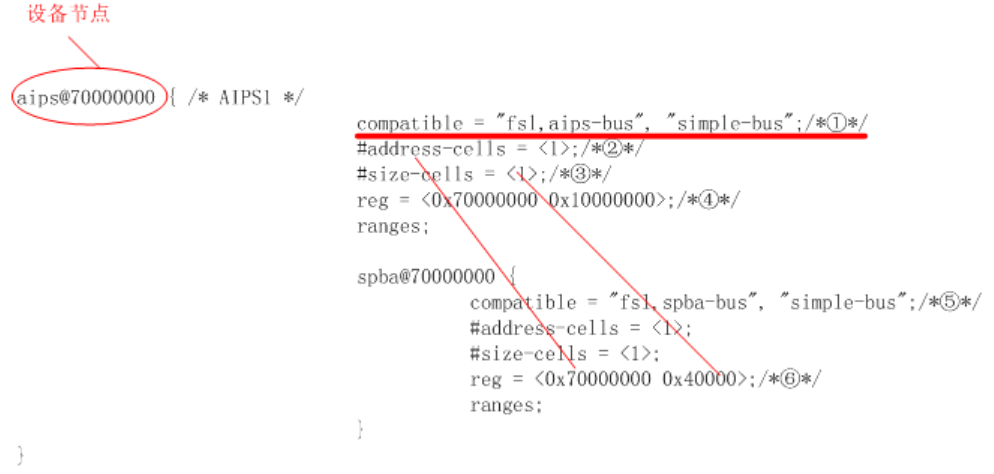 设备节点
aips@70000000 { /* AIPS1 */
compatible = "fsl,aips-bus", "simple-bus";/*①*/
#address-cells = <1>;/*②*/
#size-cells = <1>;/*③*/
reg = <0x70000000 0x10000000>;/*④*/
ranges;
spba@70000000 {
compatible = "fsl,spba-bus", "simple-bus";/*⑤*/
#address-cells = <1>;
#size-cells = <1>;
reg = <0x70000000 0x40000>;/*⑥*/
ranges;
}
}